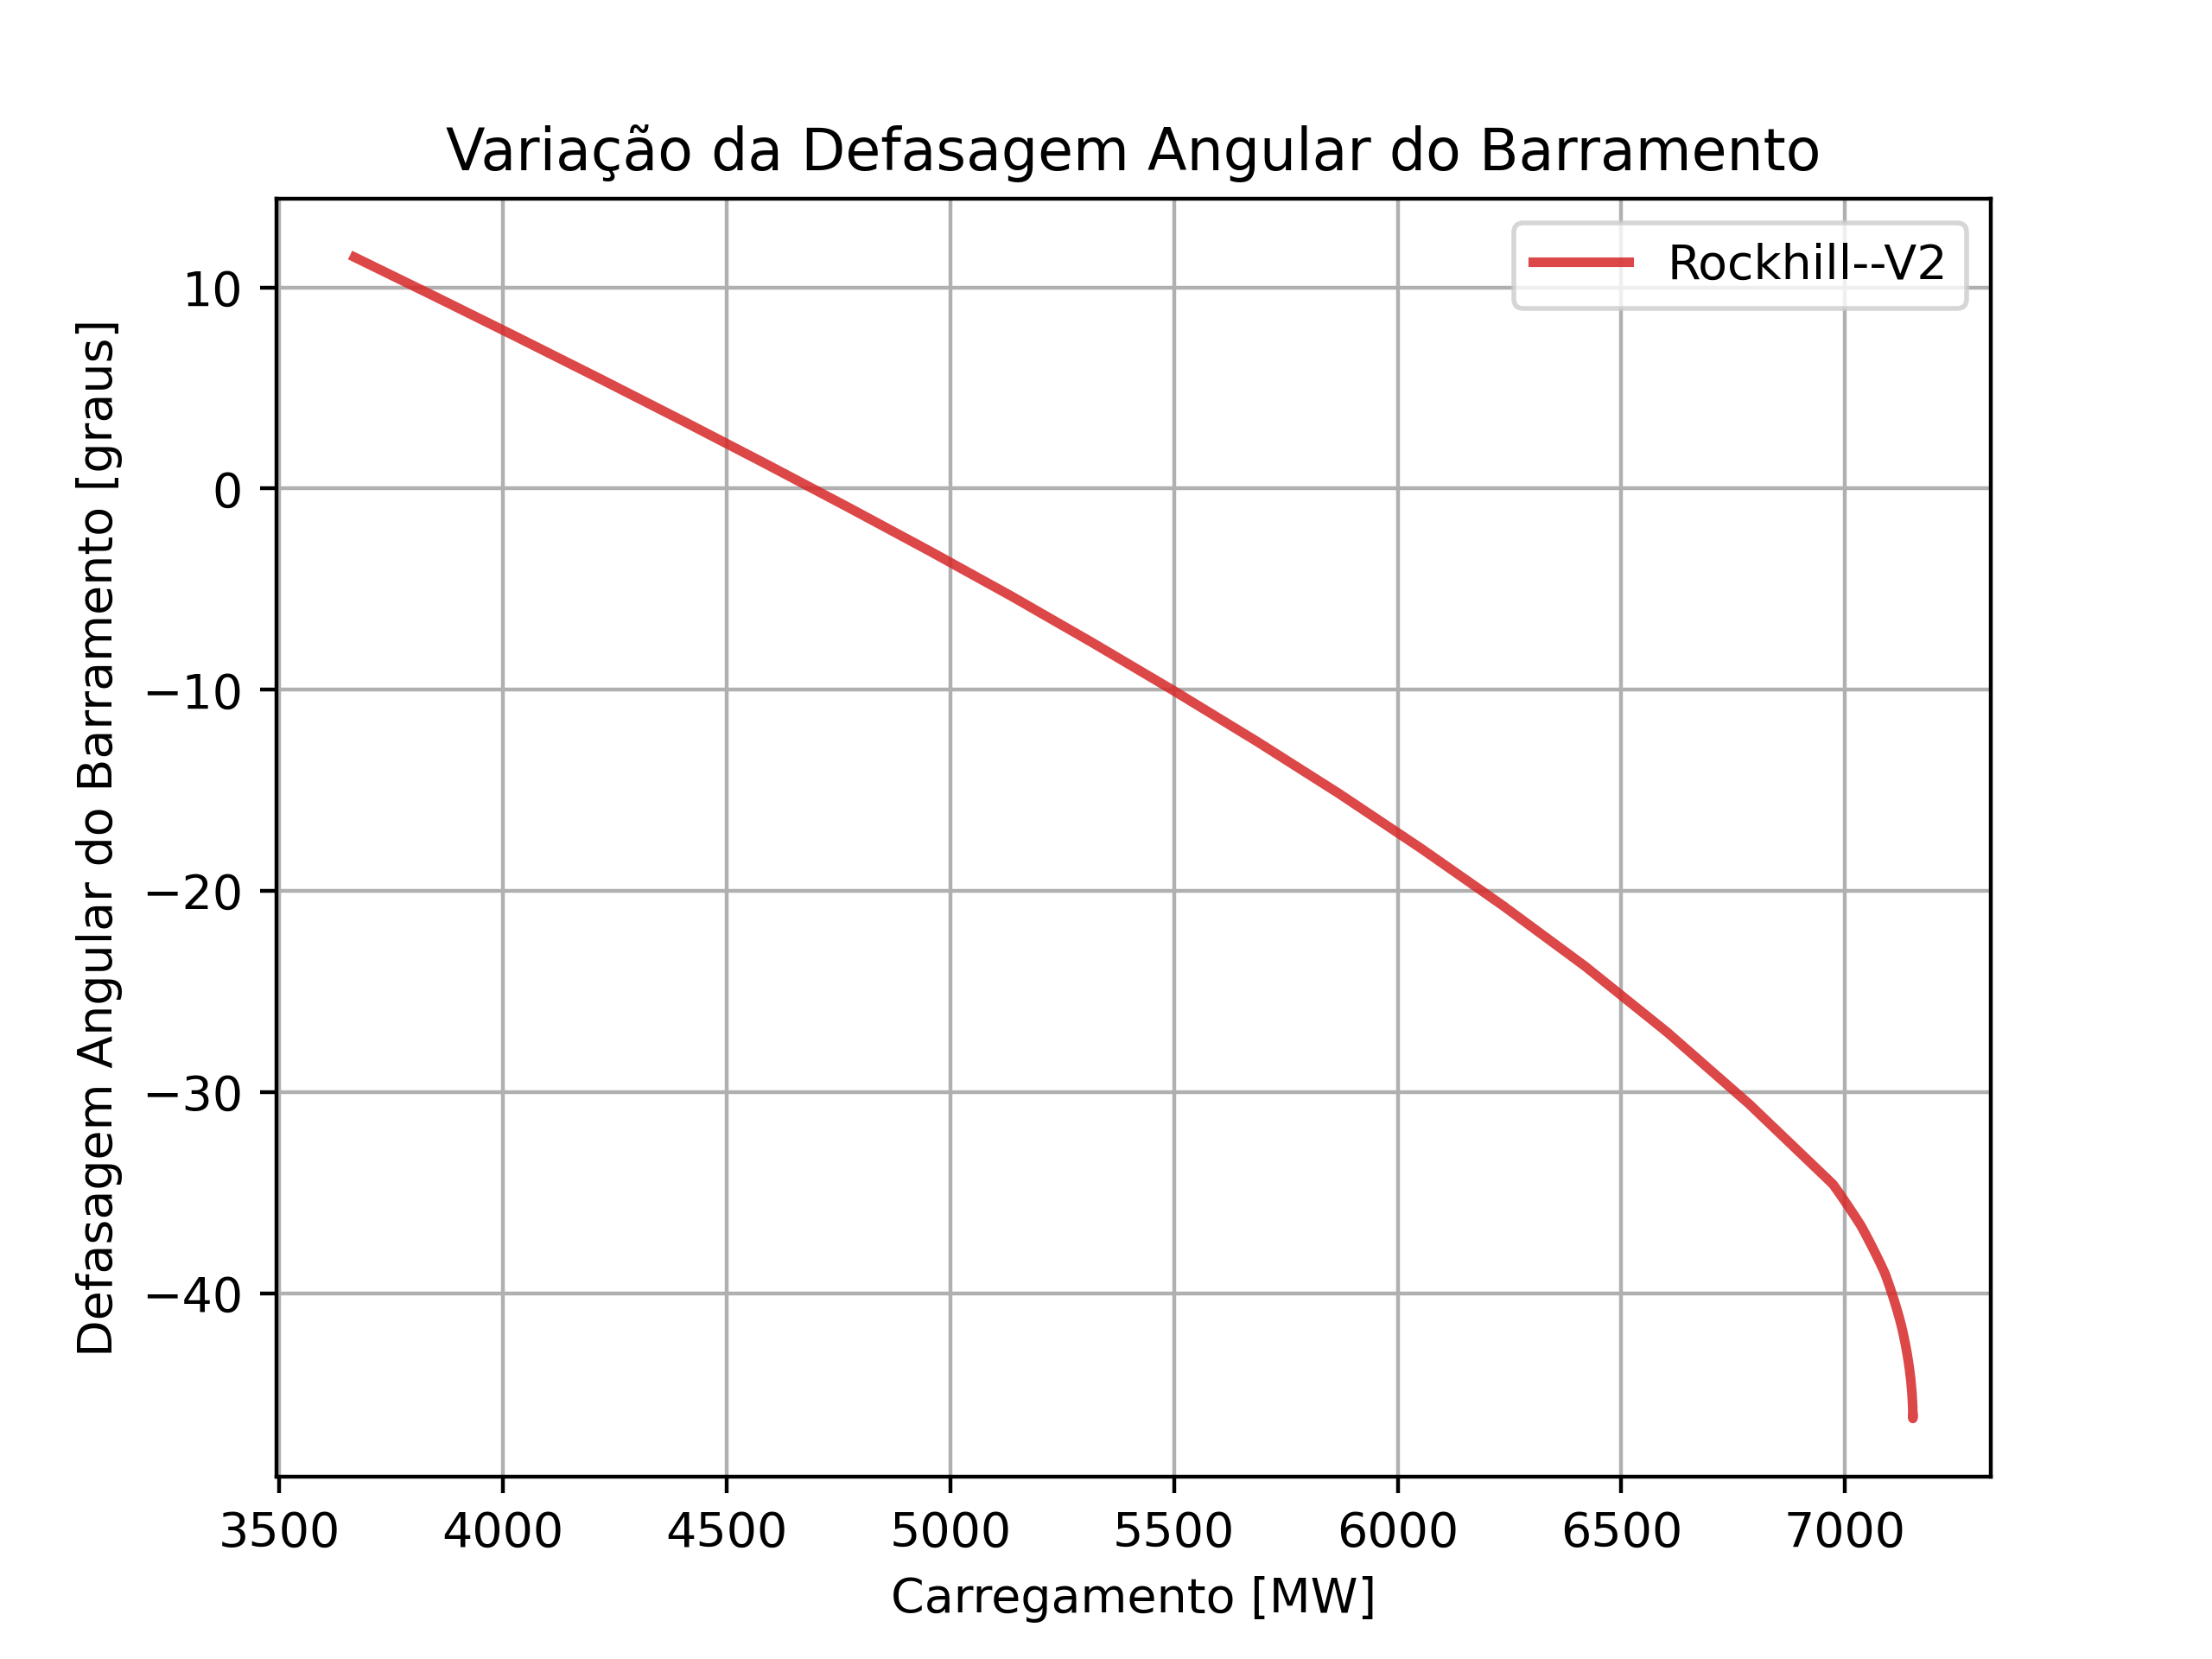 Variação da Defasagem Angular do Barramento
Rockhill--V2
Defasagem Angular do Barramento [graus]
10
0
−10
−20
−30
−40
3500 4000 4500 5000 5500 6000 6500 7000
Carregamento [MW]